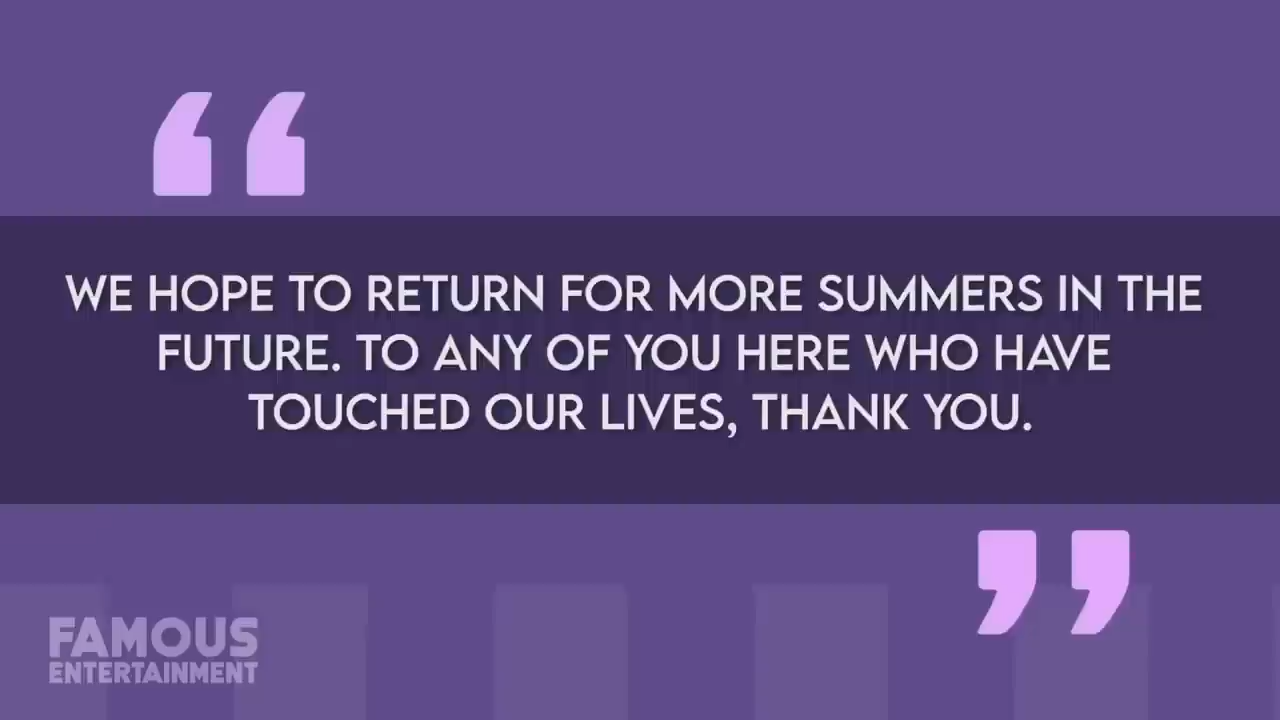 WE HOPE TO RETURN FOR MORE SUMMERS IN THE
FUTURE. TO ANY OF YOU HERE WHO HAVE
TOUCHED OUR LIVES, THANK YOU.
FAMOUS
ENTERTAINMENT